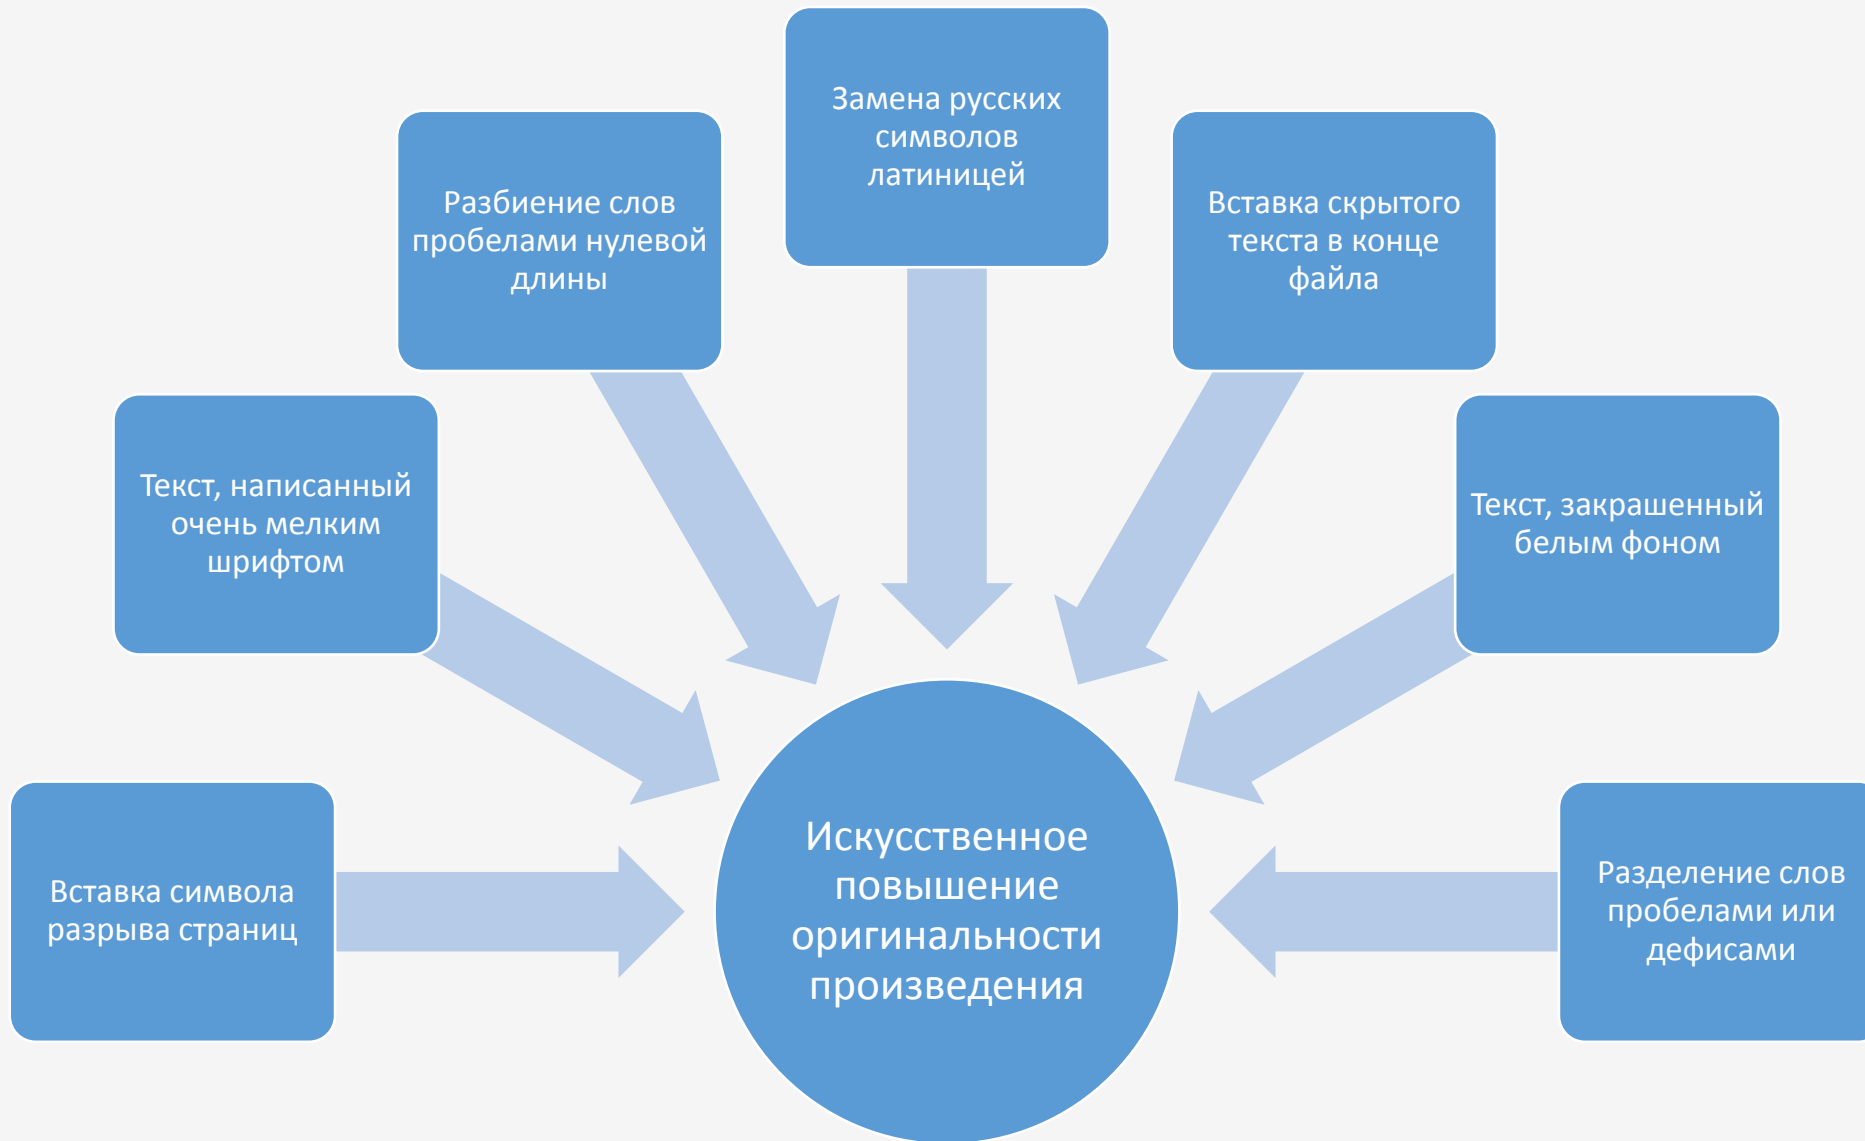 Замена русских
символов
латиницей
Разбиение слов
пробелами нулевой
длины
Вставка скрытого
текста в конце
файла
Текст, написанный
очень мелким
шрифтом
Текст, закрашенный
белым фоном
Вставка символа
разрыва страниц
Искусственное
повышение
оригинальности
произведения
Разделение слов
пробелами или
дефисами